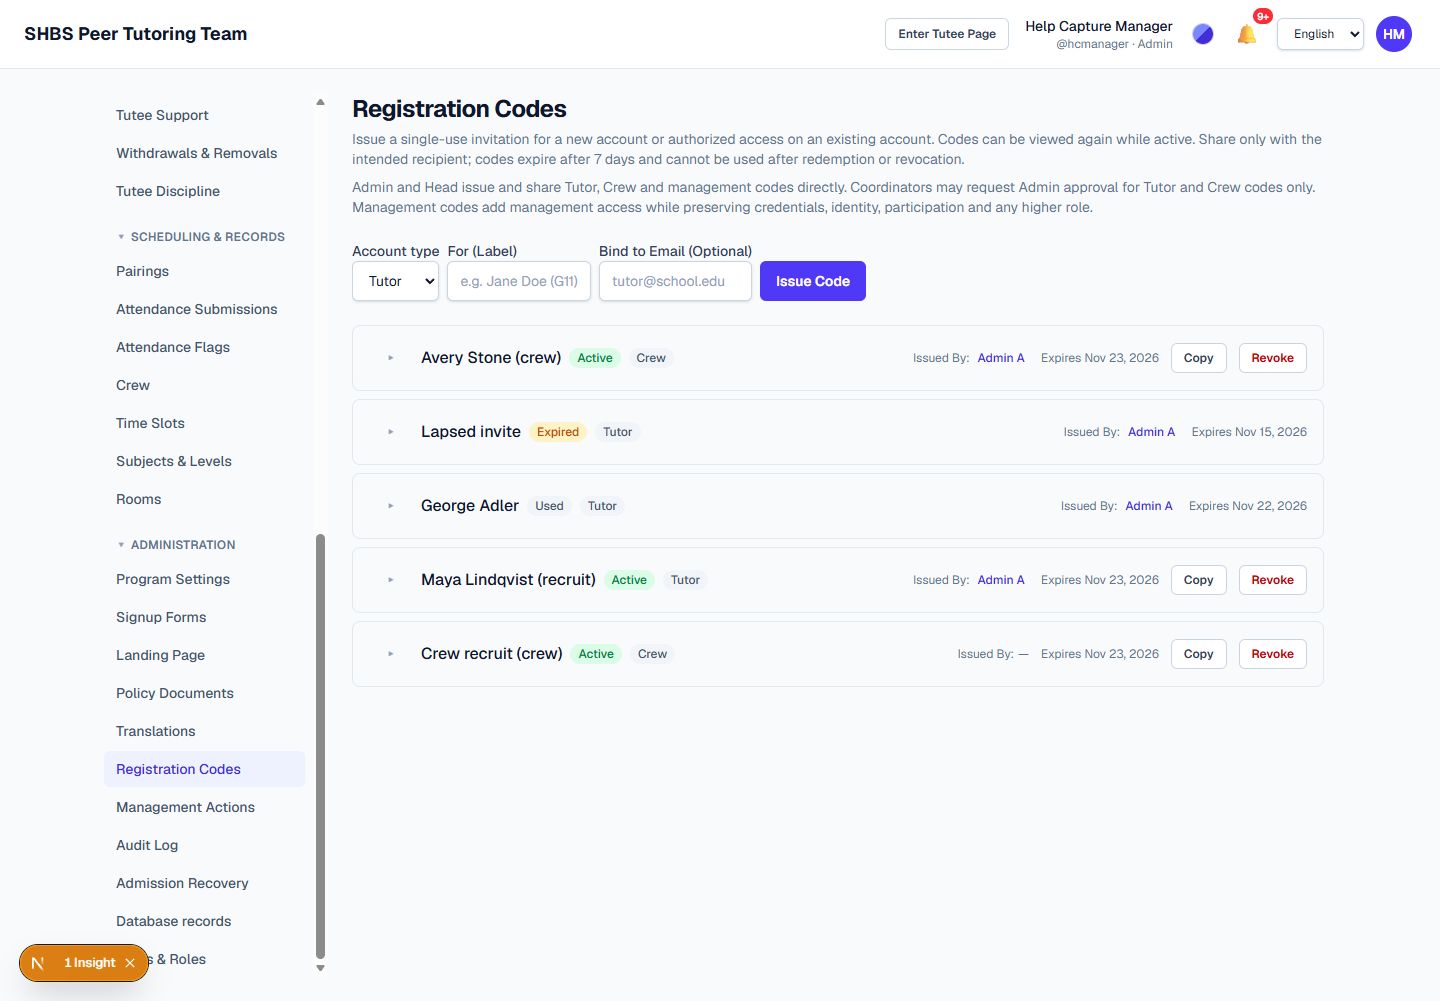 SHBS Peer Tutoring Team
Enter Tutee Page
Help Capture Manager
@hcmanager · Admin
9+
English
HM
Tutee Support
Withdrawals & Removals
Tutee Discipline
SCHEDULING & RECORDS
Pairings
Attendance Submissions
Attendance Flags
Crew
Time Slots
Subjects & Levels
Rooms
ADMINISTRATION
Program Settings
Signup Forms
Landing Page
Policy Documents
Translations
Registration Codes
Management Actions
Audit Log
Admission Recovery
Database records
s & Roles
1 Insight
Registration Codes
Issue a single-use invitation for a new account or authorized access on an existing account. Codes can be viewed again while active. Share only with the
intended recipient; codes expire after 7 days and cannot be used after redemption or revocation.
Admin and Head issue and share Tutor, Crew and management codes directly. Coordinators may request Admin approval for Tutor and Crew codes only.
Management codes add management access while preserving credentials, identity, participation and any higher role.
Account type For (Label) Bind to Email (Optional)
Tutor e.g. Jane Doe (G11) tutor@school.edu Issue Code
Avery Stone (crew) Active Crew Issued By: Admin A Expires Nov 23, 2026 Copy Revoke
Lapsed invite Expired Tutor Issued By: Admin A Expires Nov 15, 2026
George Adler Used Tutor Issued By: Admin A Expires Nov 22, 2026
Maya Lindqvist (recruit) Active Tutor Issued By: Admin A Expires Nov 23, 2026 Copy Revoke
Crew recruit (crew) Active Crew Issued By: — Expires Nov 23, 2026 Copy Revoke